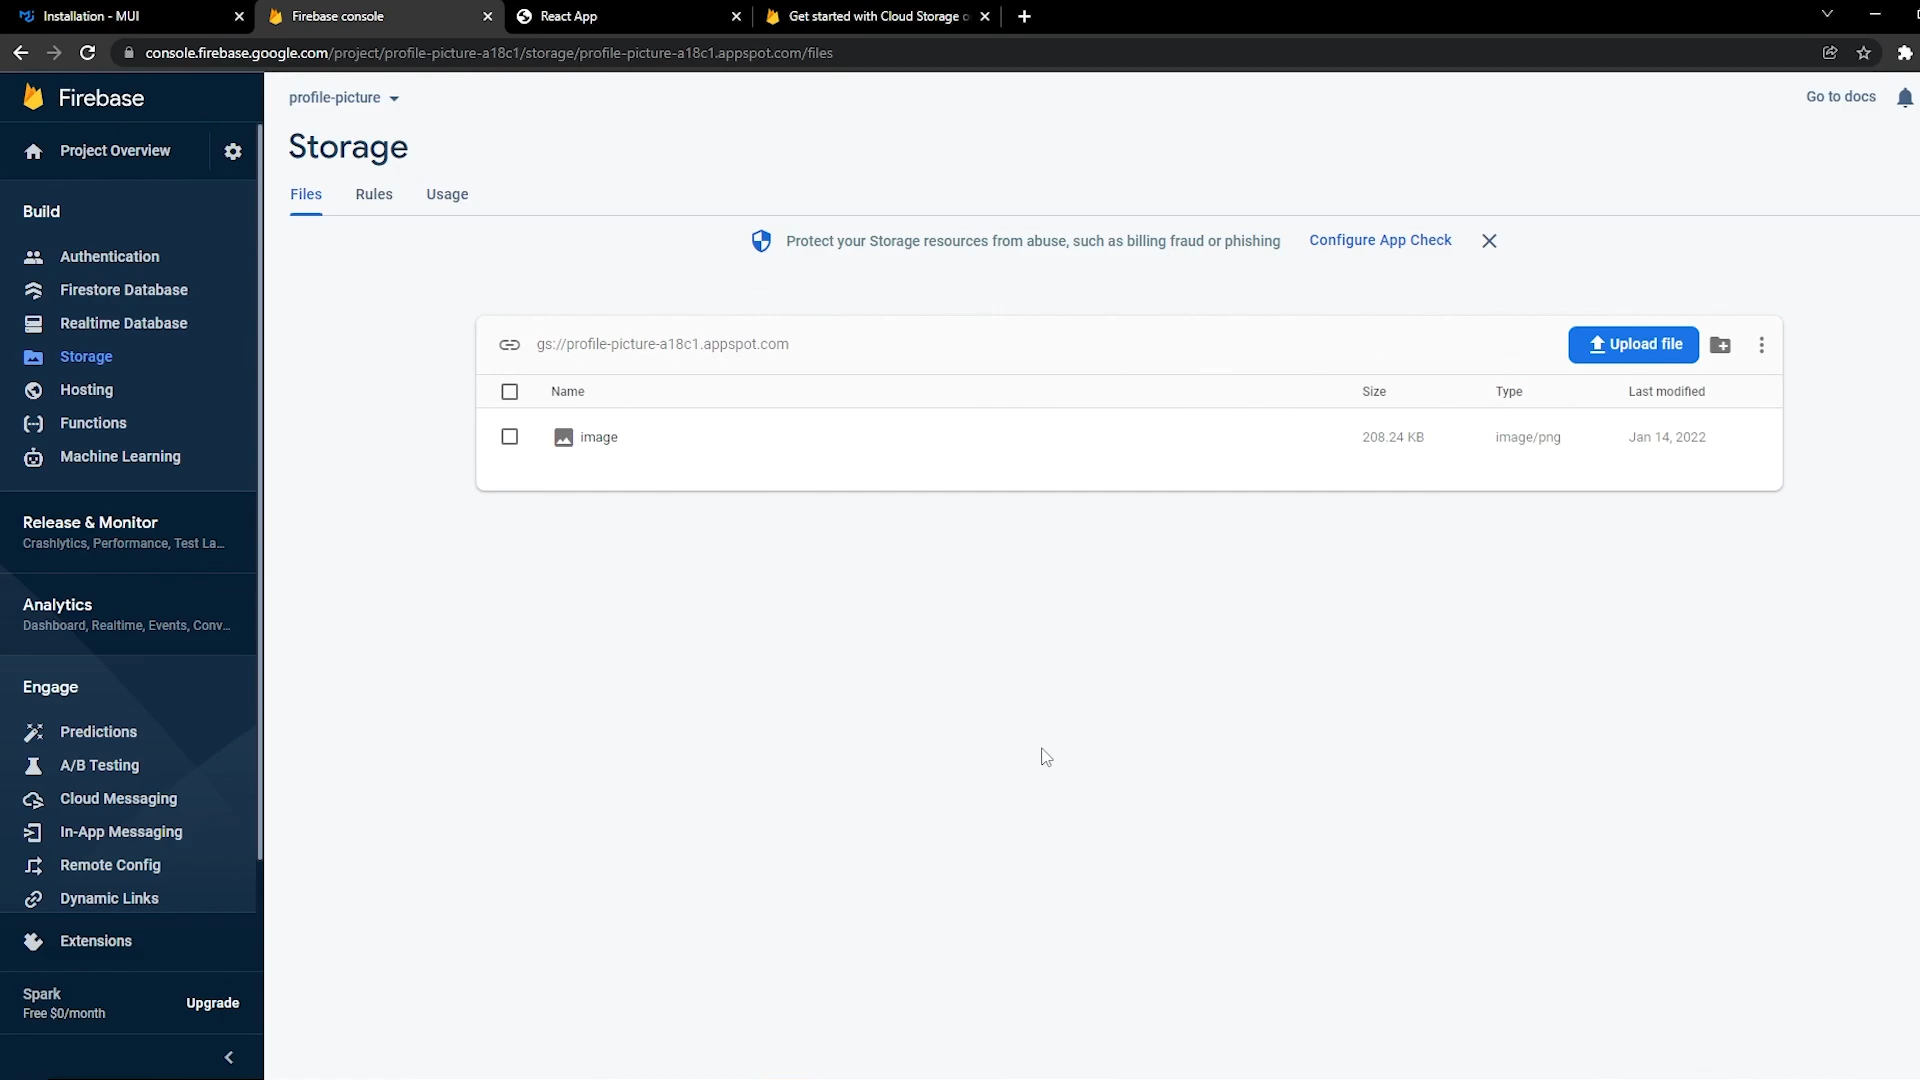 Installation - MUI
Firebase console
React App
Get started with Cloud Storage o
console.firebase.google.com/project/profile-picture-a18c1/storage/profile-picture-a18c1.appspot.com/files
Firebase
profile-picture
Go to docs
Project Overview
Storage
Files
Rules
Usage
Build
Protect your Storage resources from abuse, such as billing fraud or phishing
Configure App Check
Authentication
Firestore Database
Realtime Database
Storage
Hosting
Functions
Machine Learning
gs://profile-picture-a18c1.appspot.com
Upload file
Name
Size
Type
Last modified
image
208.24 KB
image/png
Jan 14, 2022
Release & Monitor
Crashlytics, Performance, Test La...
Analytics
Dashboard, Realtime, Events, Conv...
Engage
Predictions
A/B Testing
Cloud Messaging
In-App Messaging
Remote Config
Dynamic Links
Extensions
Spark
Free $0/month
Upgrade